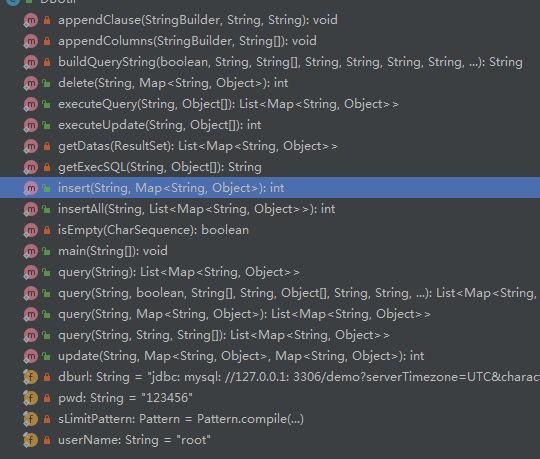 DBUtil
appendClause(StringBuilder, String, String): void
appendColumns(StringBuilder, String[]): void
buildQueryString(boolean, String, String[], String, String, String, String, ...): String
delete(String, Map<String, Object>): int
executeQuery(String, Object[]): List<Map<String, Object>>
executeUpdate(String, Object[]): int
getDatas(ResultSet): List<Map<String, Object>>
getExecSQL(String, Object[]): String
insert(String, Map<String, Object>): int
insertAll(String, List<Map<String, Object>>): int
isEmpty(CharSequence): boolean
main(String[]): void
query(String): List<Map<String, Object>>
query(String, boolean, String[], String, Object[], String, String, ...): List<Map<String,
query(String, Map<String, Object>): List<Map<String, Object>>
query(String, String, String[]): List<Map<String, Object>>
update(String, Map<String, Object>, Map<String, Object>): int
dburl: String = "jdbc: mysql: //127.0.0.1: 3306/demo?serverTimezone=UTC&charac
pwd: String = "123456"
sLimitPattern: Pattern = Pattern.compile(...)
userName: String = "root"